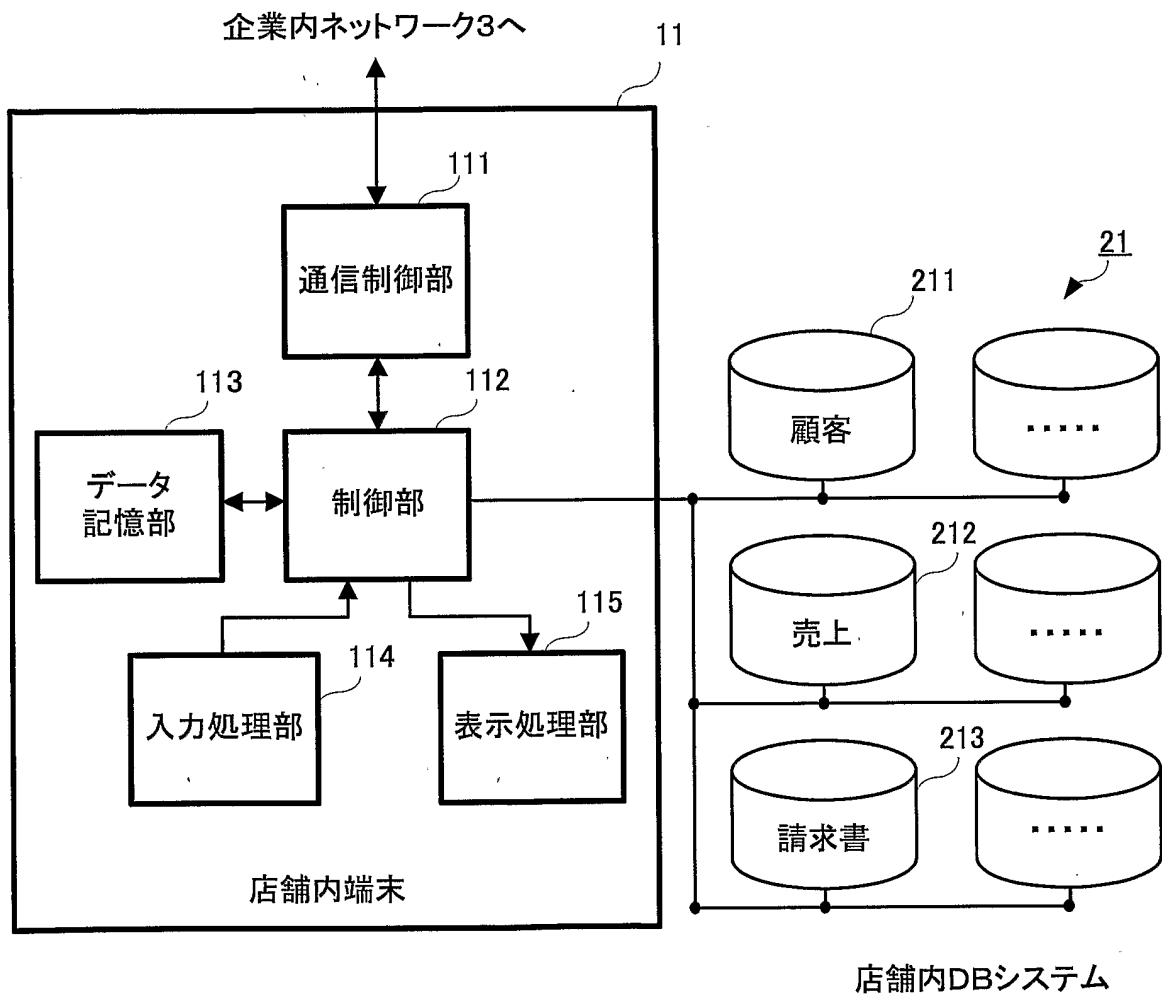 企業内ネットワーク3へ
11
111
通信制御部
21
211
113
112
顧客
.....
データ
記憶部
制御部
212
115
売上
.....
114
入力処理部
表示処理部
213
請求書
.....
店舗内端末
店舗内DBシステム